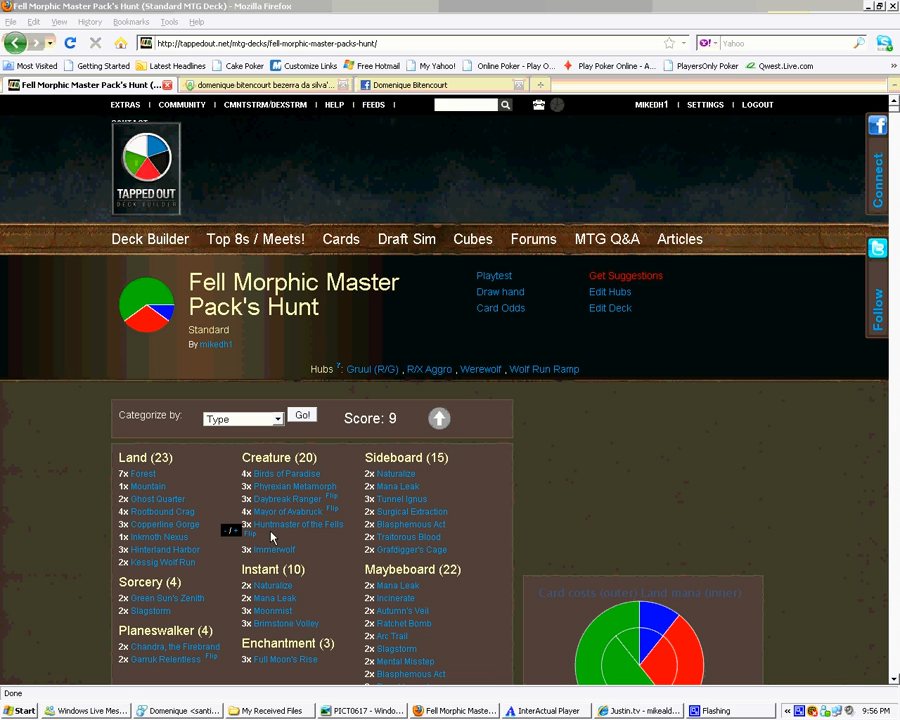 Fell Morphic Master Pack's Hunt (Standard MTG Deck) - Mozilla Firefox
File Edit View History Bookmarks Tools Help
http://tappedout.net/mtg-decks/fell-morphic-master-packs-hunt/
Yahoo
Most Visited Getting Started Latest Headlines Cake Poker Customize Links Free Hotmail My Yahoo! Online Poker - Play O... Play Poker Online - A... PlayersOnly Poker Qwest.Live.com
Fell Morphic Master Pack's Hunt (... domenique bitencourt bezerra da silva'... Domenique Bitencourt
EXTRAS | COMMUNITY | CMNTSTRM/DEXSTRM | HELP | FEEDS | MIKEDH1 | SETTINGS | LOGOUT
CONTACT
TAPPED OUT
DECK BUILDER
Connect
Deck Builder Top 8s / Meets! Cards Draft Sim Cubes Forums MTG Q&A Articles
Follow
Fell Morphic Master
Pack's Hunt
Standard
By mikedh1
Playtest
Draw hand
Card Odds
Get Suggestions
Edit Hubs
Edit Deck
Hubs ?: Gruul (R/G) , R/X Aggro , Werewolf , Wolf Run Ramp
Categorize by: Type Go! Score: 9
Land (23)
7x Forest
1x Mountain
2x Ghost Quarter
4x Rootbound Crag
3x Copperline Gorge
1x Inkmoth Nexus
3x Hinterland Harbor
2x Kessig Wolf Run
Sorcery (4)
2x Green Sun's Zenith
2x Slagstorm
Planeswalker (4)
2x Chandra, the Firebrand
2x Garruk Relentless Flip
Creature (20)
4x Birds of Paradise
3x Phyrexian Metamorph
3x Daybreak Ranger Flip
4x Mayor of Avabruck Flip
- / + 3x Huntmaster of the Fells
Flip
3x Immerwolf
Instant (10)
2x Naturalize
2x Mana Leak
3x Moonmist
3x Brimstone Volley
Enchantment (3)
3x Full Moon's Rise
Sideboard (15)
2x Naturalize
2x Mana Leak
3x Tunnel Ignus
2x Surgical Extraction
2x Blasphemous Act
2x Traitorous Blood
2x Grafdigger's Cage
Maybeboard (22)
2x Mana Leak
2x Incinerate
2x Autumn's Veil
2x Ratchet Bomb
2x Arc Trail
2x Slagstorm
2x Mental Misstep
2x Blasphemous Act
Card costs (outer) Land mana (inner)
Done
Start Windows Live Mes... Domenique <santi... My Received Files PICT0617 - Windo... Fell Morphic Maste... InterActual Player Justin.tv - mikeald... Flashing 9:56 PM